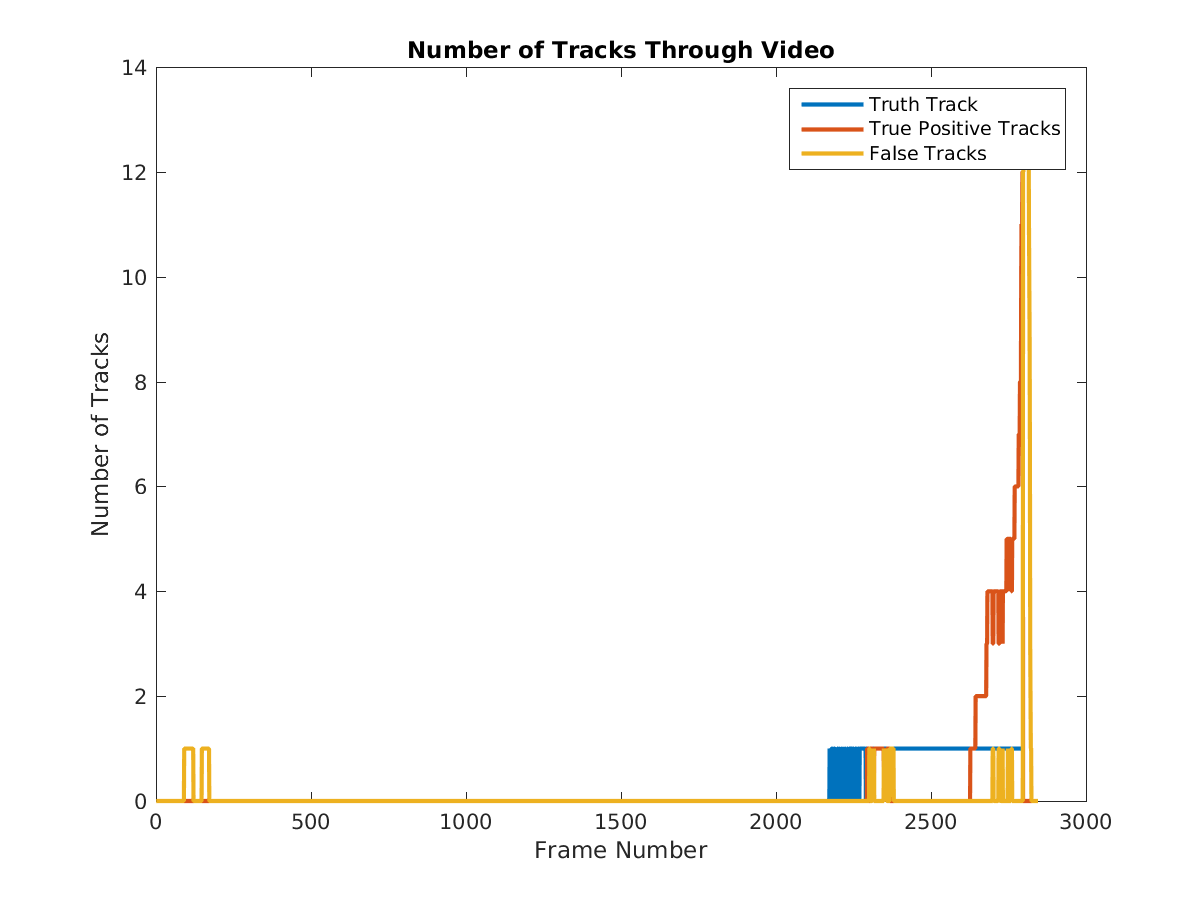 Number of Tracks Through Video
14
12
10
8
6
4
2
0
Number of Tracks
Truth Track
True Positive Tracks
False Tracks
0 500 1000 1500 2000 2500 3000
Frame Number